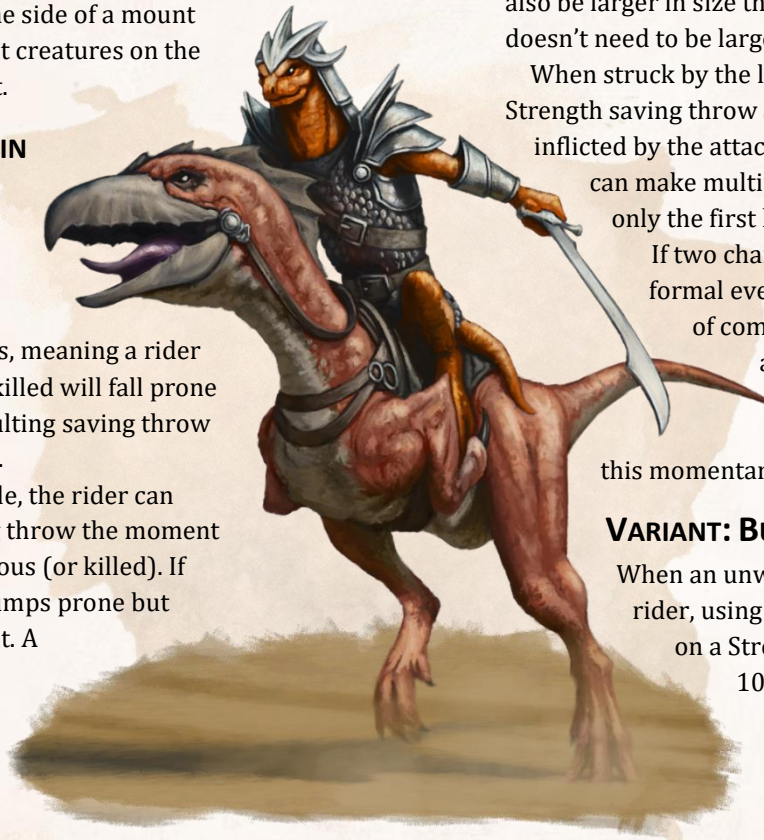 e side of a mount
t creatures on the
t.
IN
s, meaning a rider
killed will fall prone
ulting saving throw
.
le, the rider can
g throw the moment
ous (or killed). If
umps prone but
t. A
also be larger in size th
doesn’t need to be large
When struck by the l
Strength saving throw
inflicted by the attac
can make multi
only the first
If two cha
formal eve
of com
a
this momentar
VARIANT: BU
When an unw
rider, using
on a Stre
10